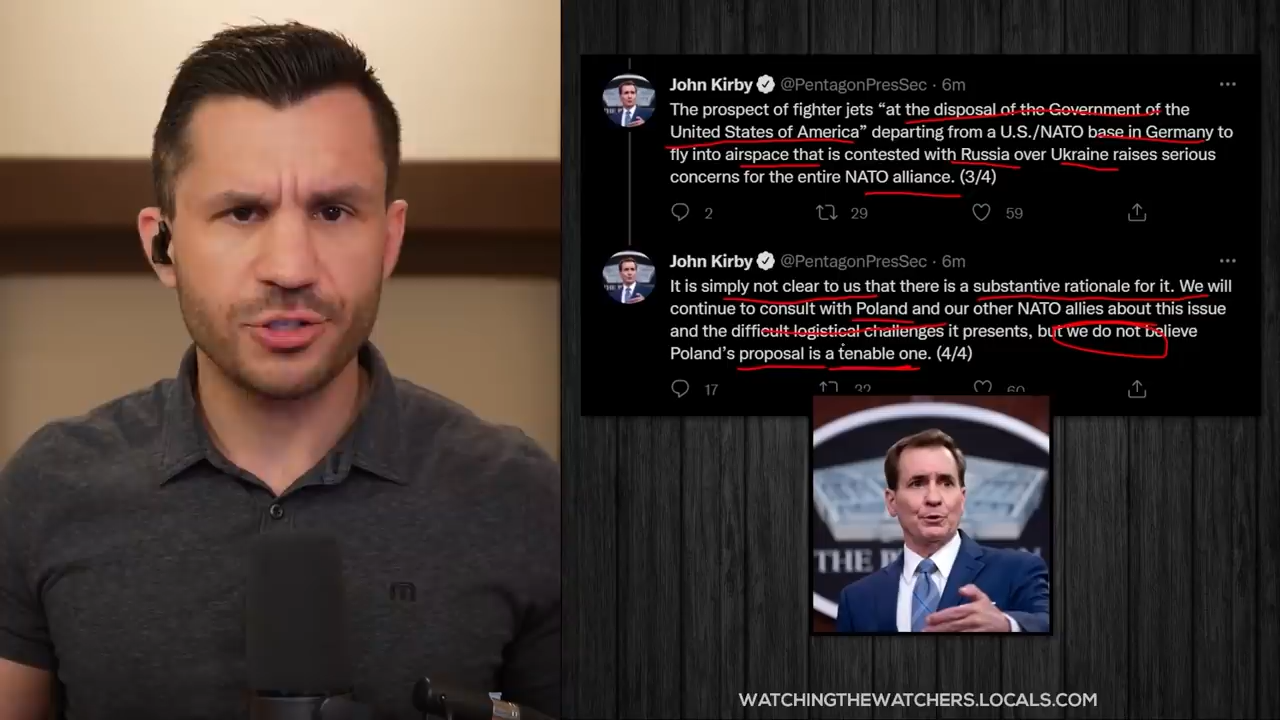 John Kirby @PentagonPresSec · 6m
The prospect of fighter jets “at the disposal of the Government of the
United States of America” departing from a U.S./NATO base in Germany to
fly into airspace that is contested with Russia over Ukraine raises serious
concerns for the entire NATO alliance. (3/4)
2 29 59
John Kirby @PentagonPresSec · 6m
It is simply not clear to us that there is a substantive rationale for it. We will
continue to consult with Poland and our other NATO allies about this issue
and the difficult logistical challenges it presents, but we do not believe
Poland’s proposal is a tenable one. (4/4)
17 32 60
THE
WATCHINGTHEWATCHERS.LOCALS.COM